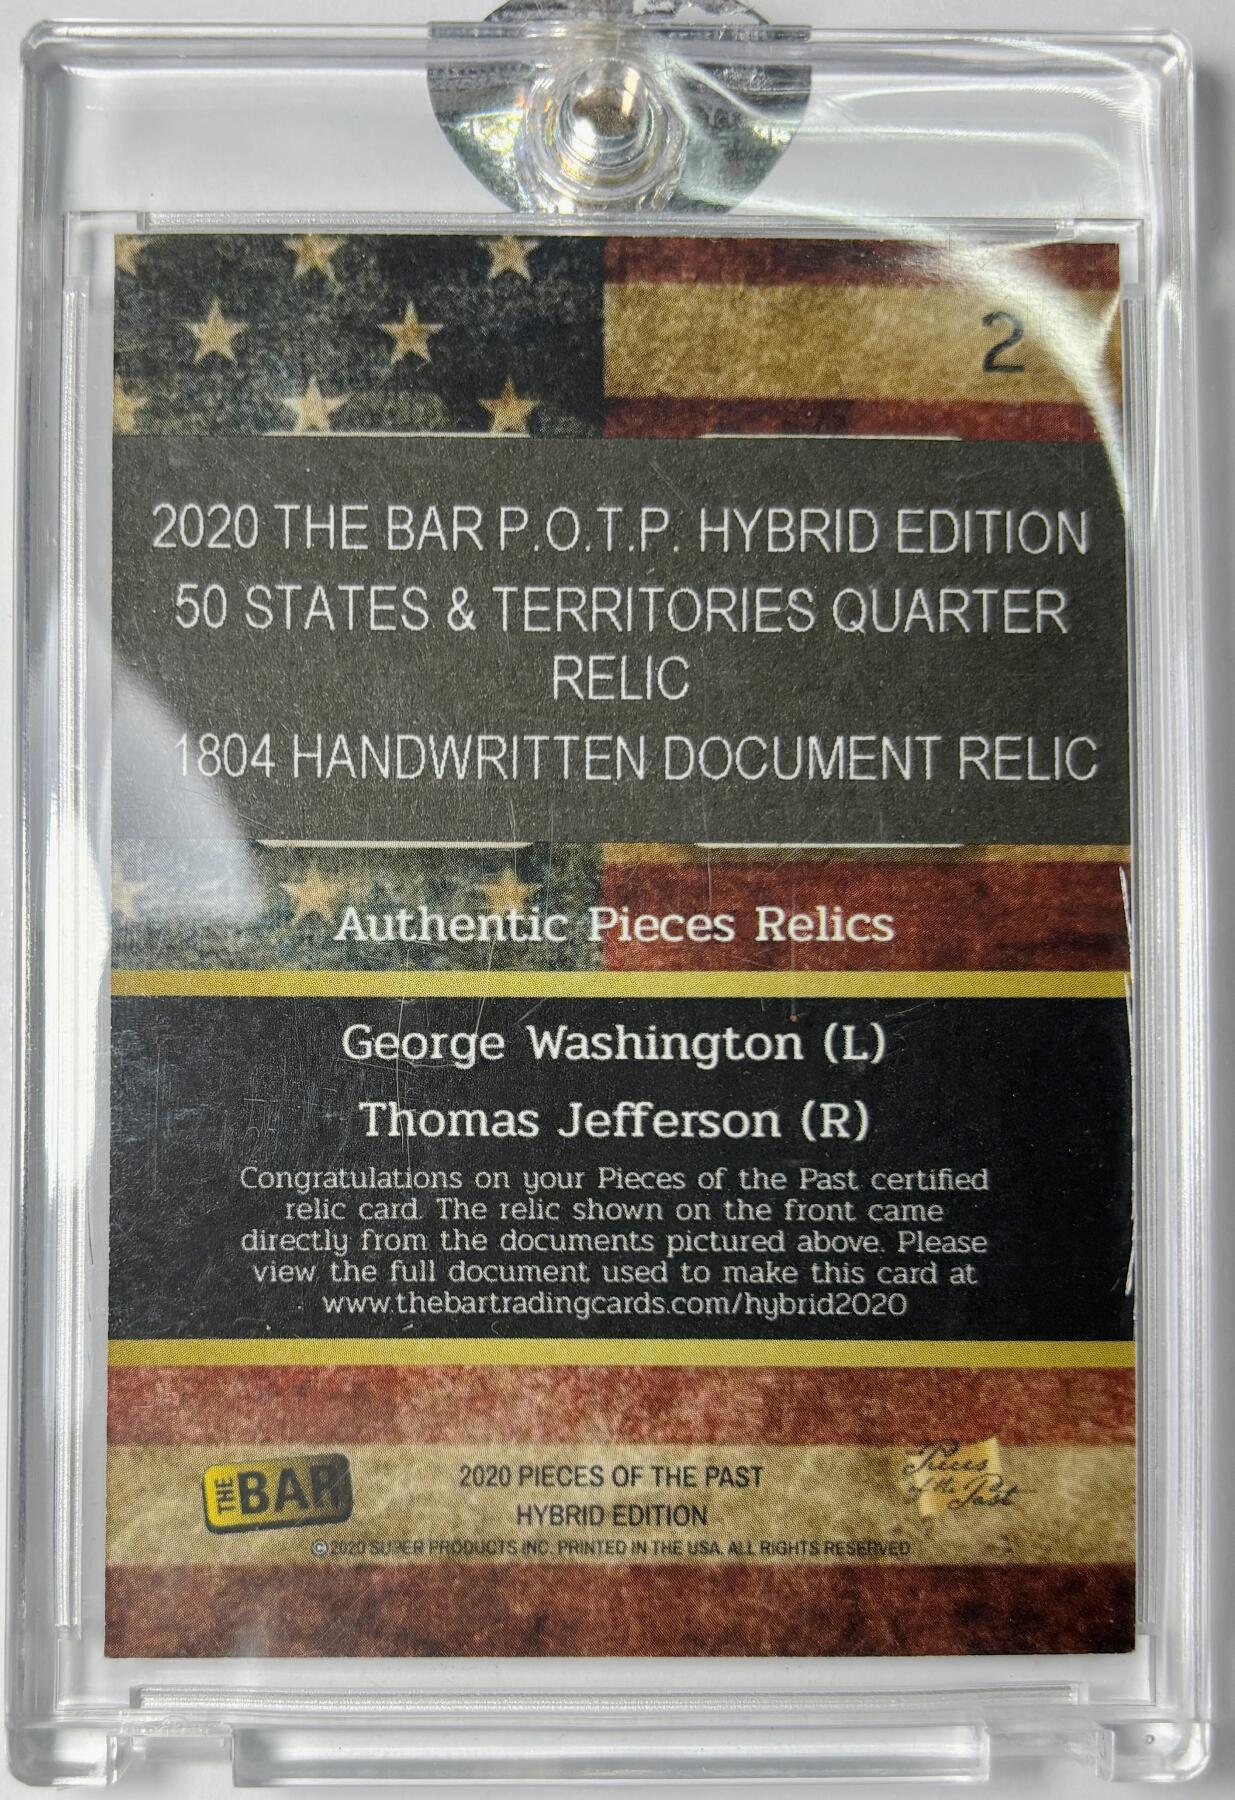 2
2020 THE BAR P.O.T.P. HYBRID EDITION
50 STATES & TERRITORIES QUARTER
RELIC
1804 HANDWRITTEN DOCUMENT RELIC
Authentic Pieces Relics
George Washington (L)
Thomas Jefferson (R)
Congratulations on your Pieces of the Past certified
relic card. The relic shown on the front came
directly from the documents pictured above. Please
view the full document used to make this card at
www.thebartradingcards.com/hybrid2020
THE BAR
2020 PIECES OF THE PAST
HYBRID EDITION
Pieces
of the Past
©2020 SUPER PRODUCTS INC. PRINTED IN THE USA. ALL RIGHTS RESERVED